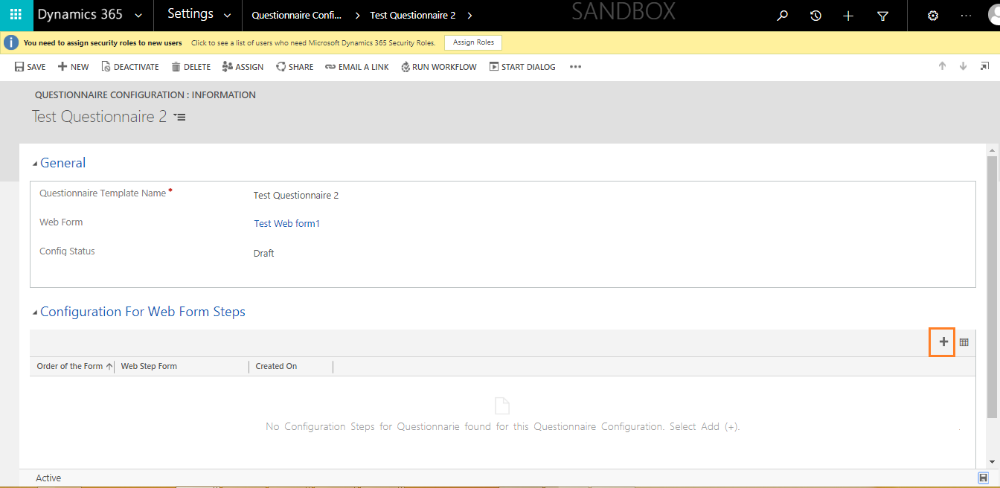 Dynamics 365 Settings Questionnaire Confi... Test Questionnaire 2 SANDBOX
You need to assign security roles to new users Click to see a list of users who need Microsoft Dynamics 365 Security Roles. Assign Roles
SAVE NEW DEACTIVATE DELETE ASSIGN SHARE EMAIL A LINK RUN WORKFLOW START DIALOG
QUESTIONNAIRE CONFIGURATION : INFORMATION
Test Questionnaire 2
General
Questionnaire Template Name * Test Questionnaire 2
Web Form Test Web form1
Config Status Draft
Configuration For Web Form Steps
Order of the Form Web Step Form Created On
No Configuration Steps for Questionnarie found for this Questionnaire Configuration. Select Add (+).
Active